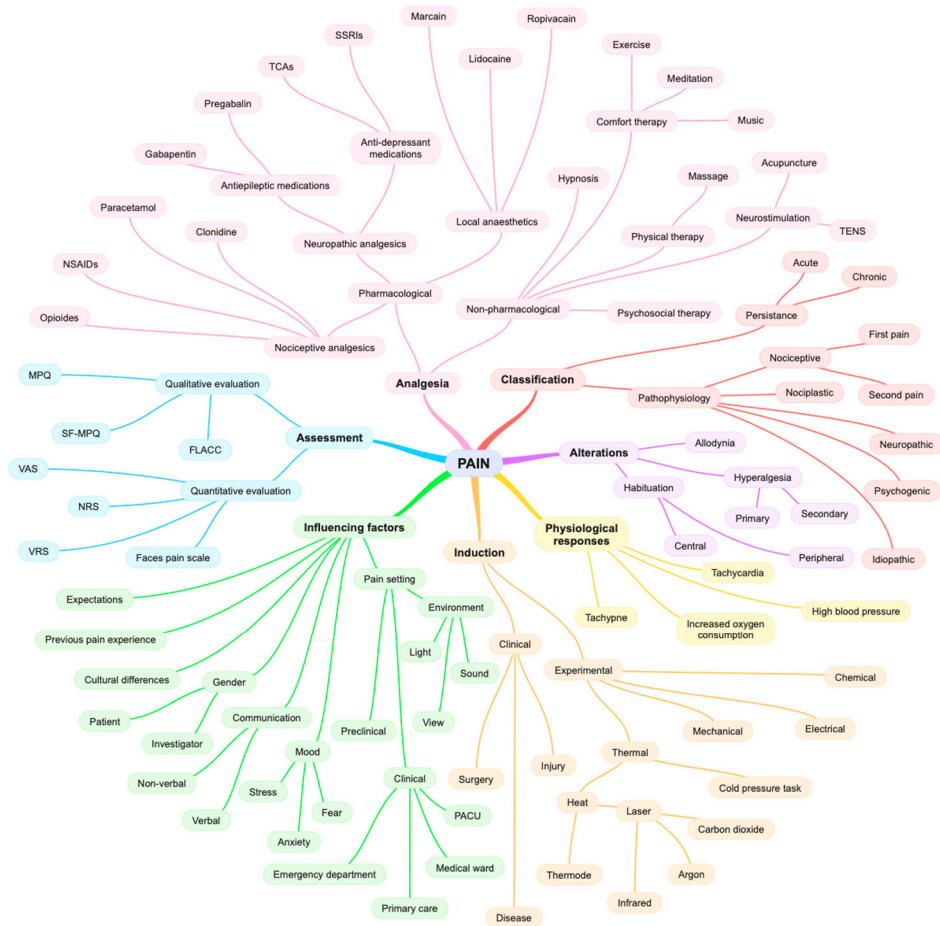 Marcain
Ropivacain
SSRIs
Exercise
Lidocaine
TCAs
Meditation
Pregabalin
Comfort therapy
Music
Anti-depressant
medications
Gabapentin
Acupuncture
Antiepileptic medications
Hypnosis
Massage
Paracetamol
Local anaesthetics
Neurostimulation
Clonidine
Neuropathic analgesics
Physical therapy
TENS
NSAIDs
Acute
Chronic
Pharmacological
Non-pharmacological
Psychosocial therapy
Persistance
Opioides
Nociceptive analgesics
First pain
Nociceptive
MPQ
Qualitative evaluation
Analgesia
Classification
Pathophysiology
Nociplastic
Second pain
SF-MPQ
FLACC
Assessment
Neuropathic
Allodynia
PAIN
Alterations
VAS
Quantitative evaluation
Habituation
Hyperalgesia
Psychogenic
NRS
Primary
Secondary
Influencing factors
Physiological
responses
VRS
Faces pain scale
Induction
Central
Peripheral
Idiopathic
Tachycardia
Pain setting
Expectations
Environment
Tachypne
Increased oxygen
consumption
High blood pressure
Previous pain experience
Light
Clinical
Sound
Experimental
Chemical
Cultural differences
Gender
Patient
Communication
Preclinical
View
Mechanical
Electrical
Investigator
Mood
Thermal
Non-verbal
Stress
Clinical
Surgery
Injury
Cold pressure task
Verbal
Fear
PACU
Heat
Laser
Carbon dioxide
Anxiety
Emergency department
Medical ward
Thermode
Argon
Primary care
Disease
Infrared